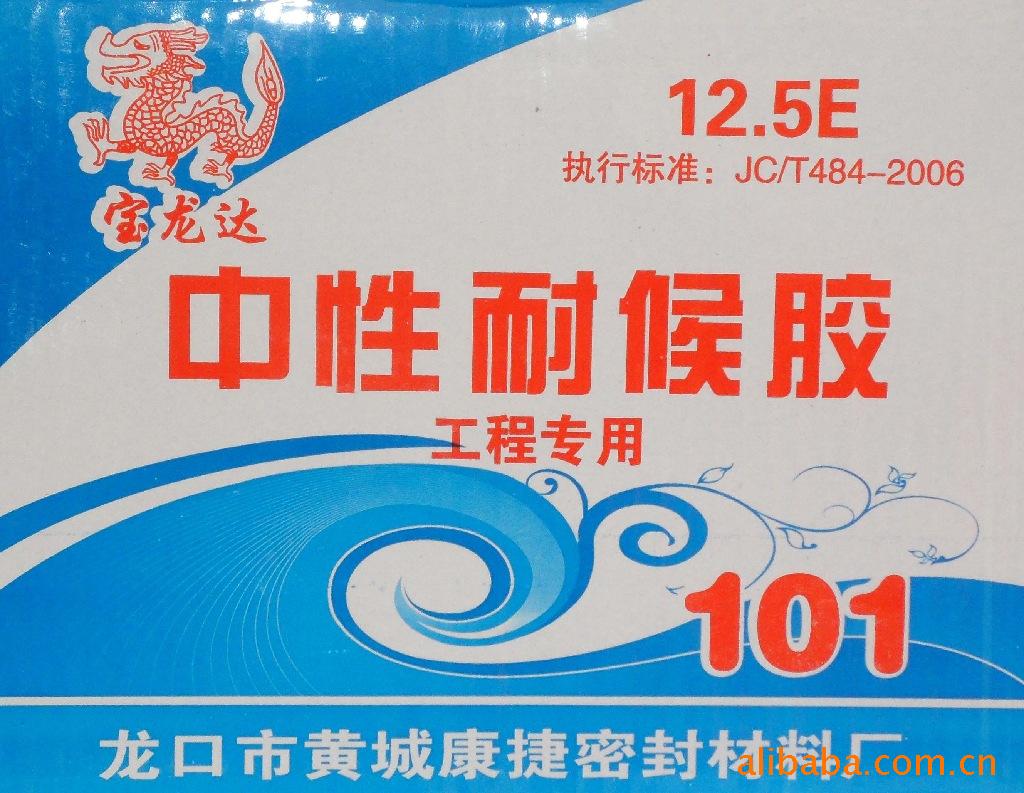 12.5E
执行标准：JC/T484-2006
宝龙达
中性耐候胶
工程专用
101
龙口市黄城康捷密封材料厂
alibaba.com.cn